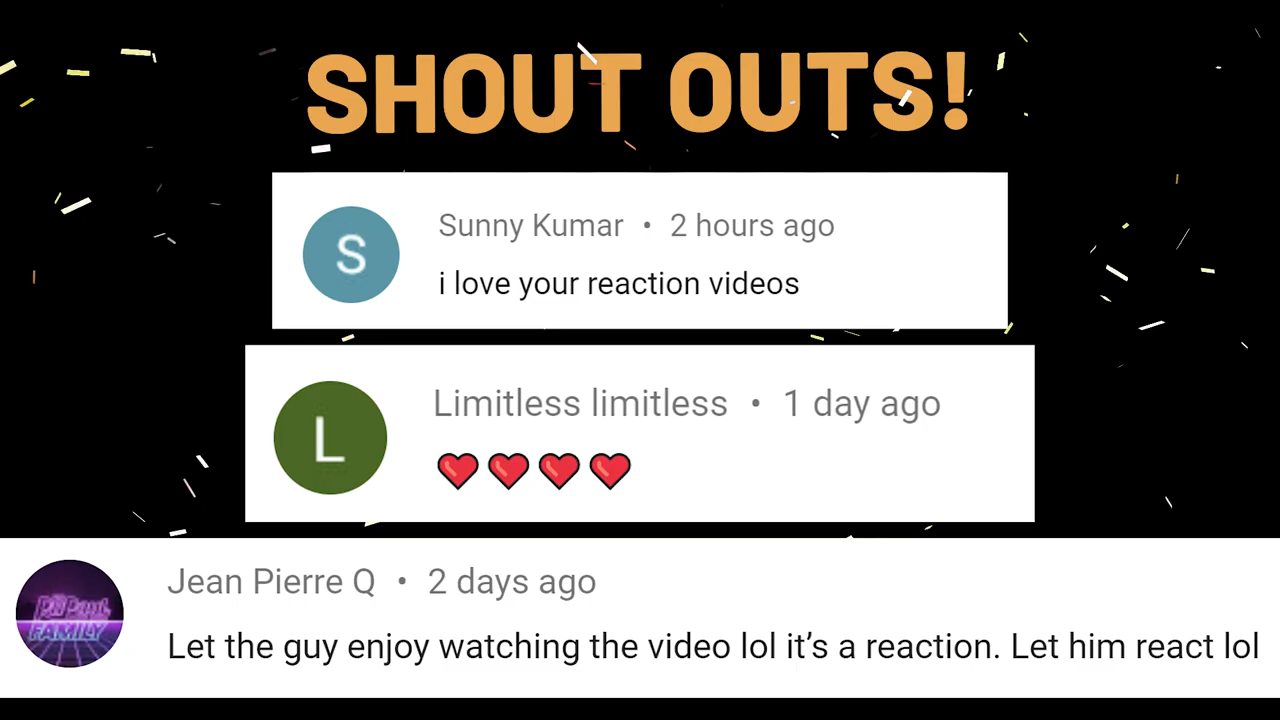 SHOUT OUTS!
S
Sunny Kumar • 2 hours ago
i love your reaction videos
L
Limitless limitless • 1 day ago
❤️❤️❤️❤️
Jean Pierre Q • 2 days ago
FAMILY
Let the guy enjoy watching the video lol it's a reaction. Let him react lol